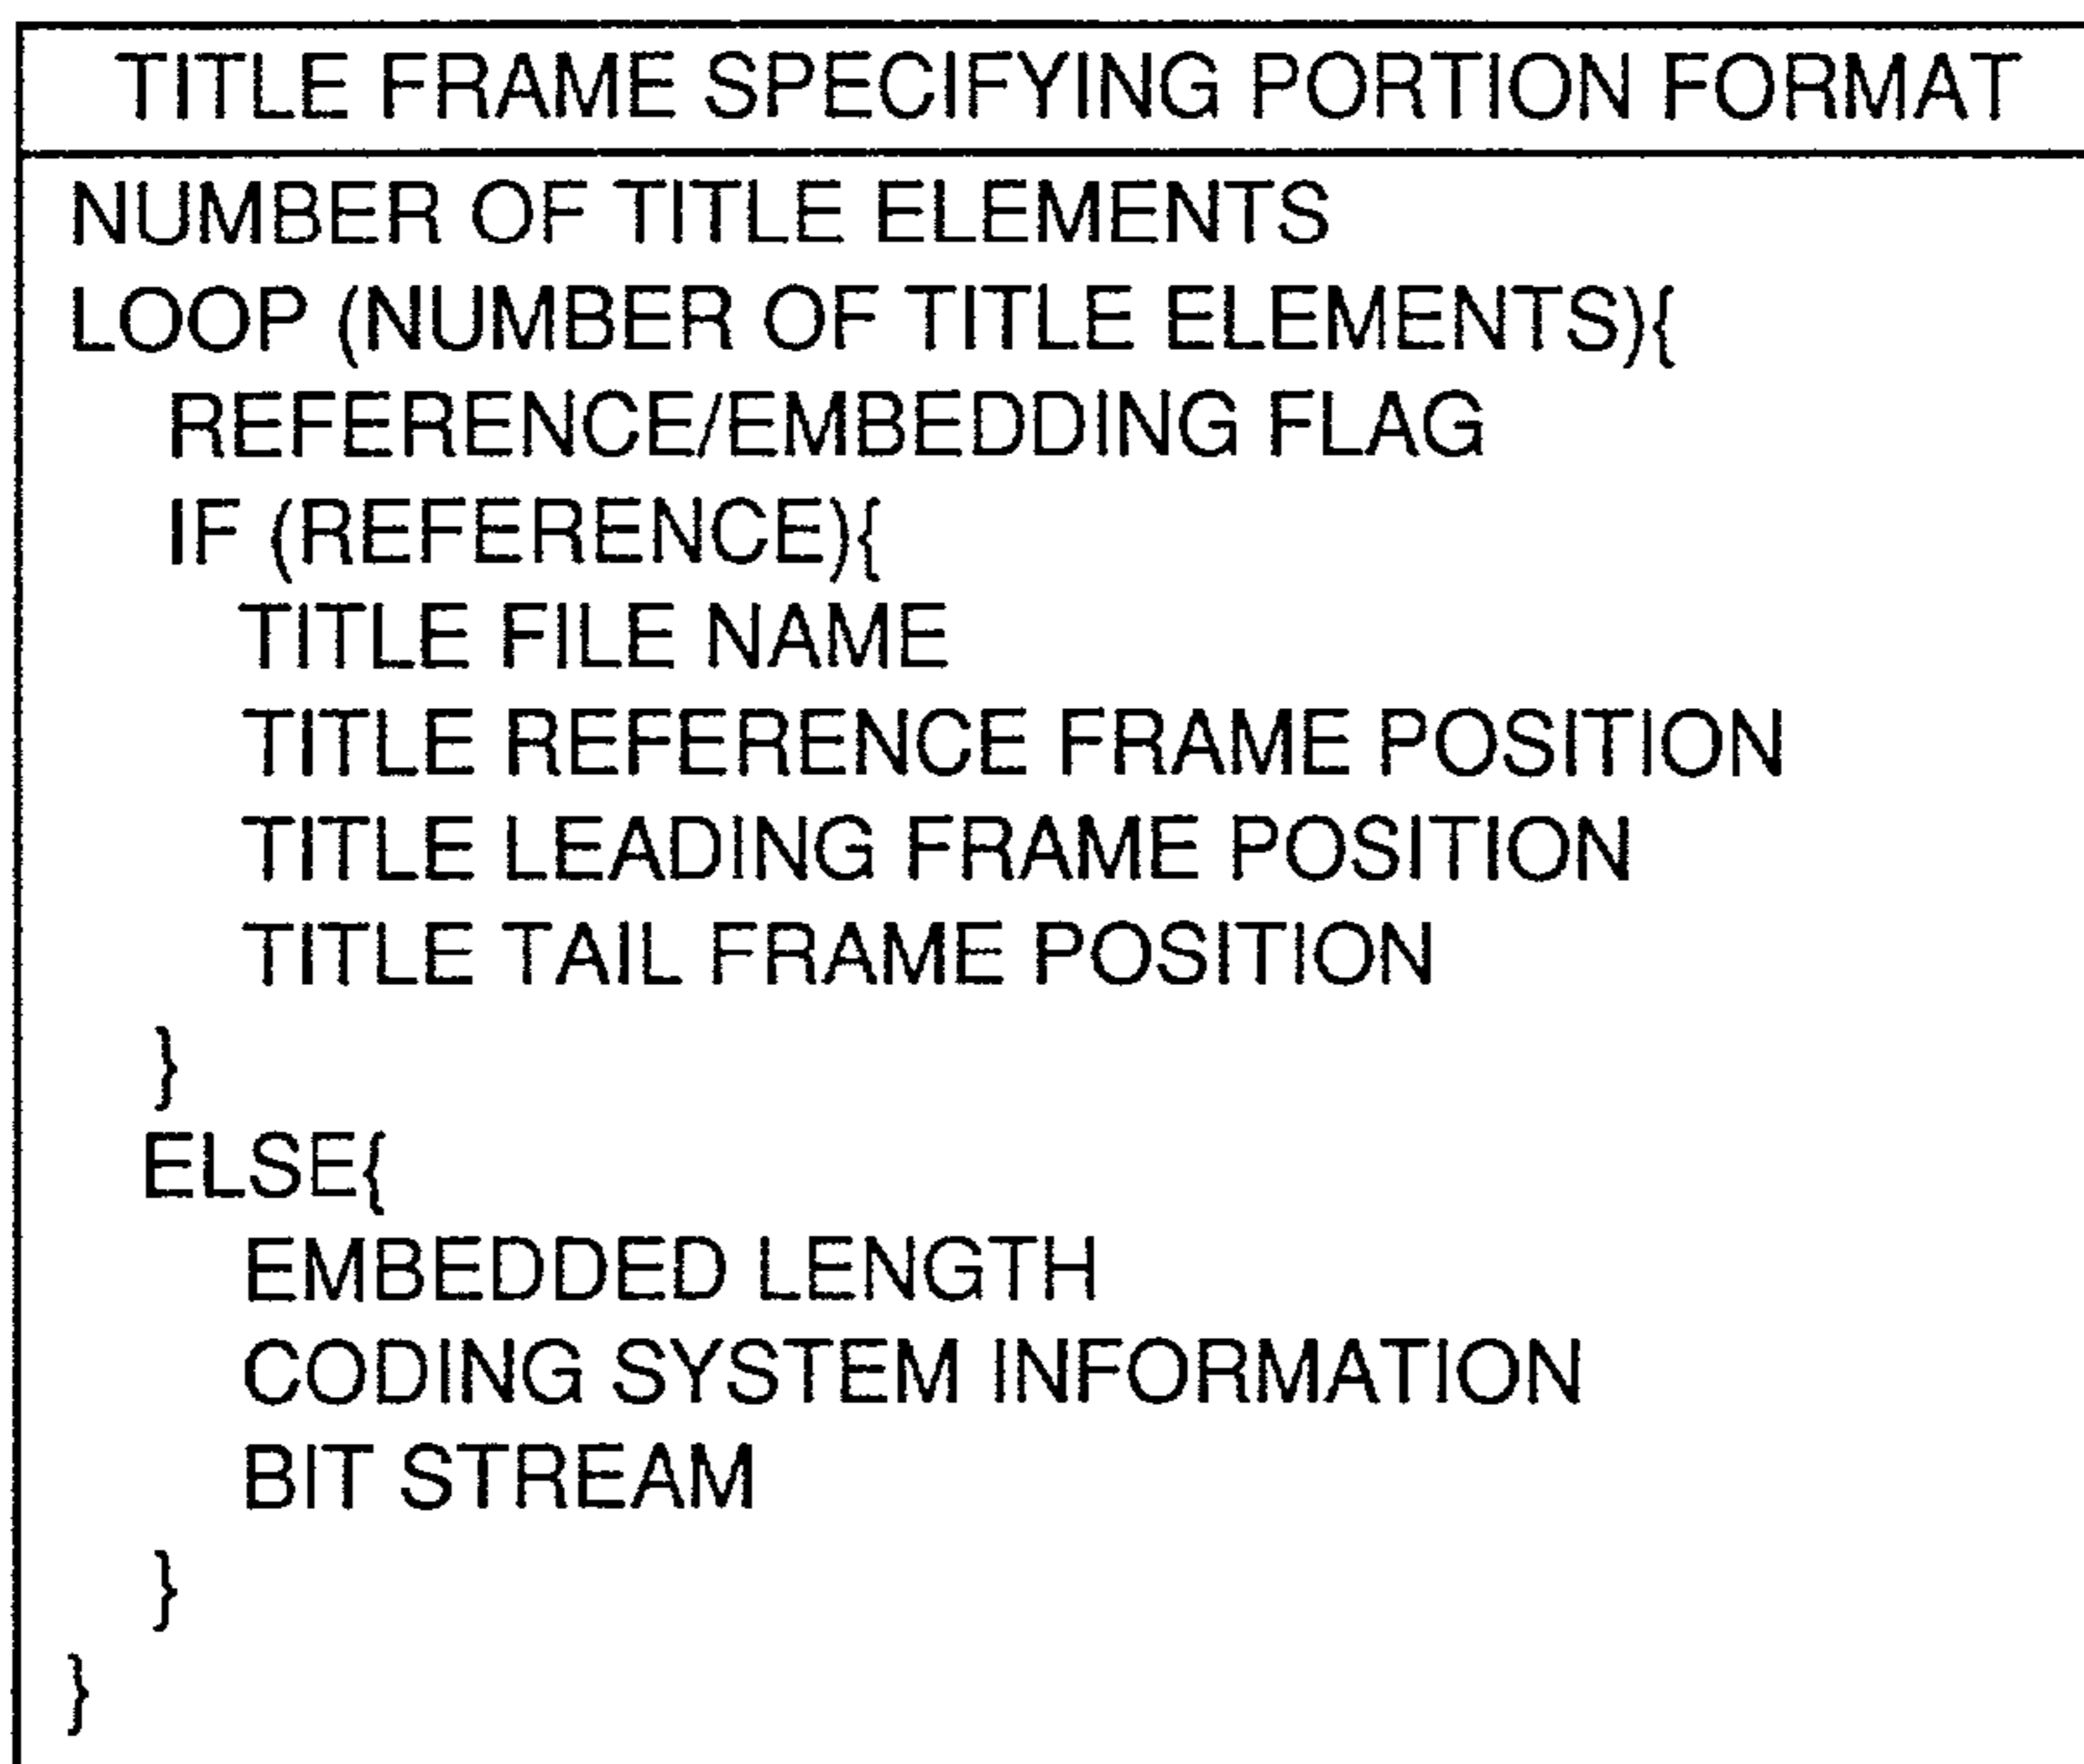 TITLE FRAME SPECIFYING PORTION FORMAT
NUMBER OF TITLE ELEMENTS
LOOP (NUMBER OF TITLE ELEMENTS){
REFERENCE/EMBEDDING FLAG
IF (REFERENCE){
TITLE FILE NAME
TITLE REFERENCE FRAME POSITION
TITLE LEADING FRAME POSITION
TITLE TAIL FRAME POSITION
}
ELSE{
EMBEDDED LENGTH
CODING SYSTEM INFORMATION
BIT STREAM
}
}